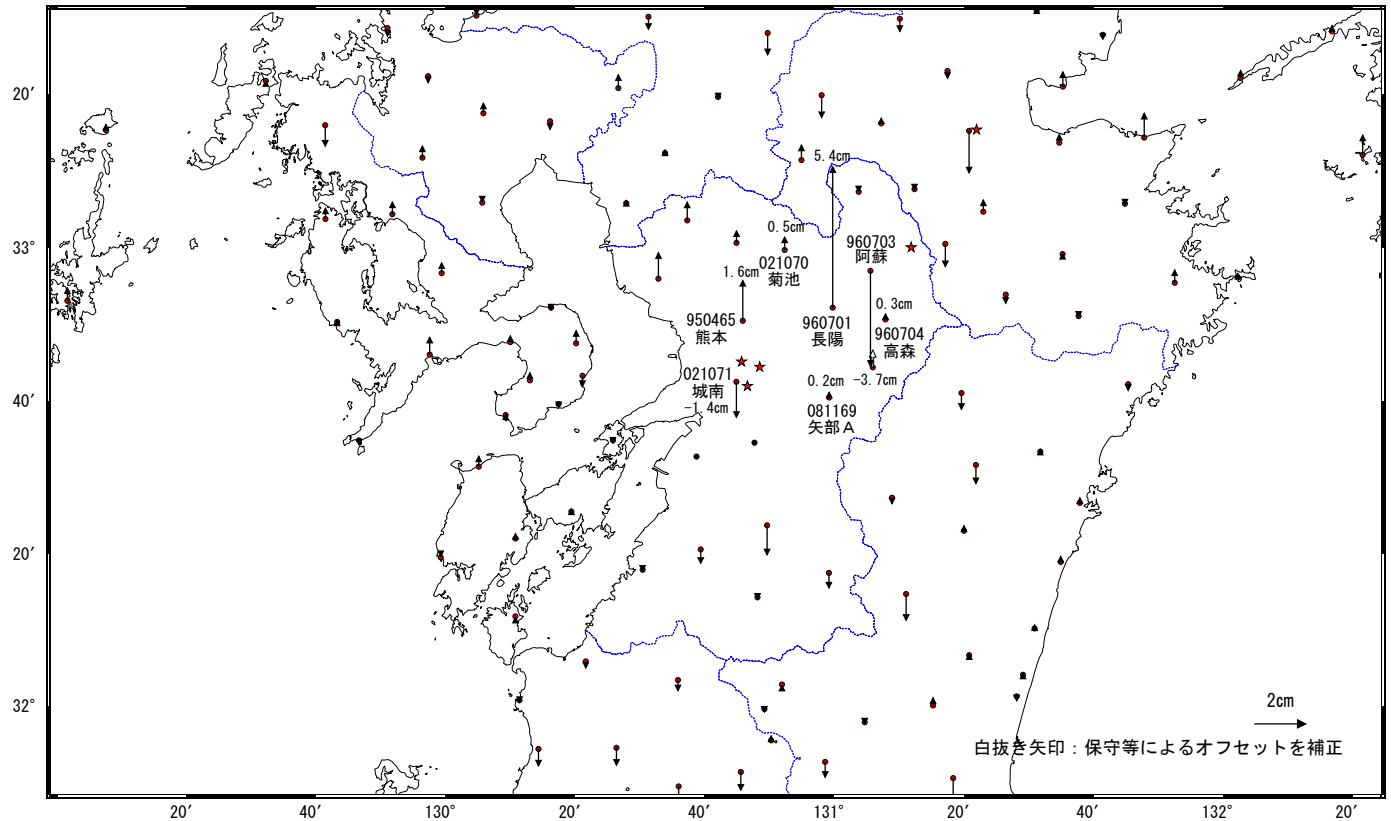 20′
5.4cm
0.5cm
960703
阿蘇
33°
021070
菊池
1.6cm
0.3cm
950465
熊本
960701
長陽
960704
高森
021071
城南
-1.4cm
0.2cm
-3.7cm
40′
081169
矢部A
20′
32°
2cm
白抜き矢印：保守等によるオフセットを補正
20′
40′
130°
20′
40′
131°
20′
40′
132°
20′